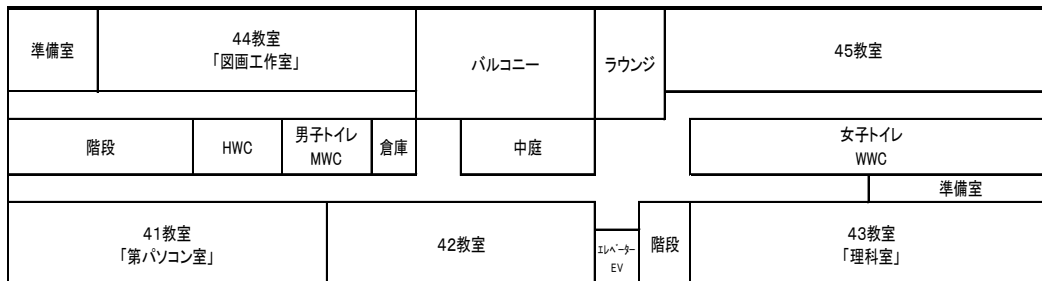 準備室
44教室
「図画工作室」
バルコニー
ラウンジ
45教室
階段
HWC
男子トイレ
MWC
倉庫
中庭
女子トイレ
WWC
準備室
41教室
「第パソコン室」
42教室
ｴﾚﾍﾞｰﾀｰ
EV
階段
43教室
「理科室」